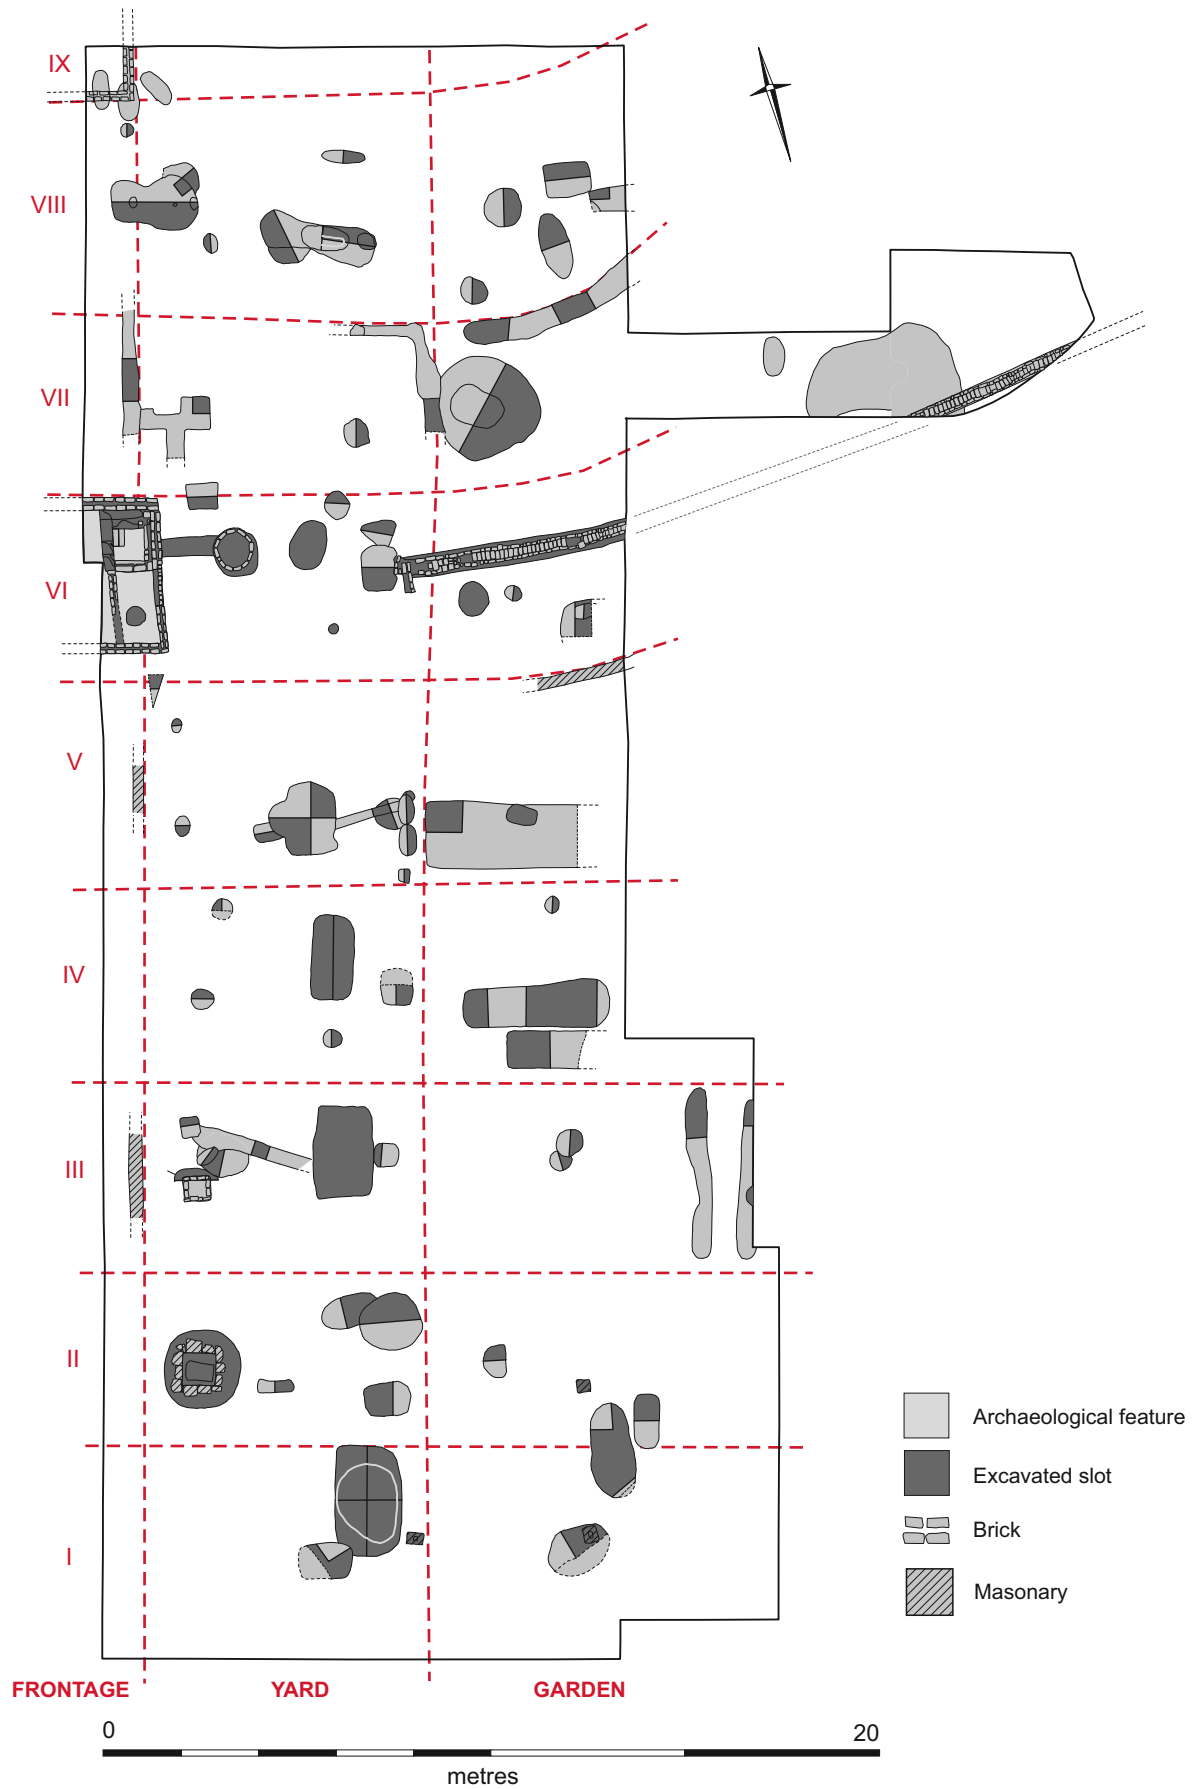 IX
VIII
VII
VI
V
IV
III
II
I
Archaeological feature
Excavated slot
Brick
Masonary
FRONTAGE YARD GARDEN
0 20
metres